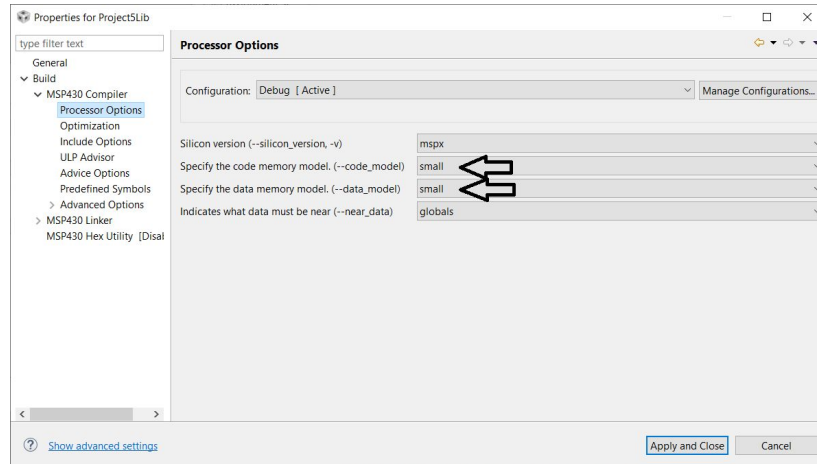 Properties for Project5Lib
type filter text
General
Build
MSP430 Compiler
Processor Options
Optimization
Include Options
ULP Advisor
Advice Options
Predefined Symbols
Advanced Options
MSP430 Linker
MSP430 Hex Utility [Disal
Processor Options
Configuration: Debug [ Active ] Manage Configurations...
Silicon version (--silicon_version, -v) mspx
Specify the code memory model. (--code_model) small
Specify the data memory model. (--data_model) small
Indicates what data must be near (--near_data) globals
Show advanced settings
Apply and Close Cancel